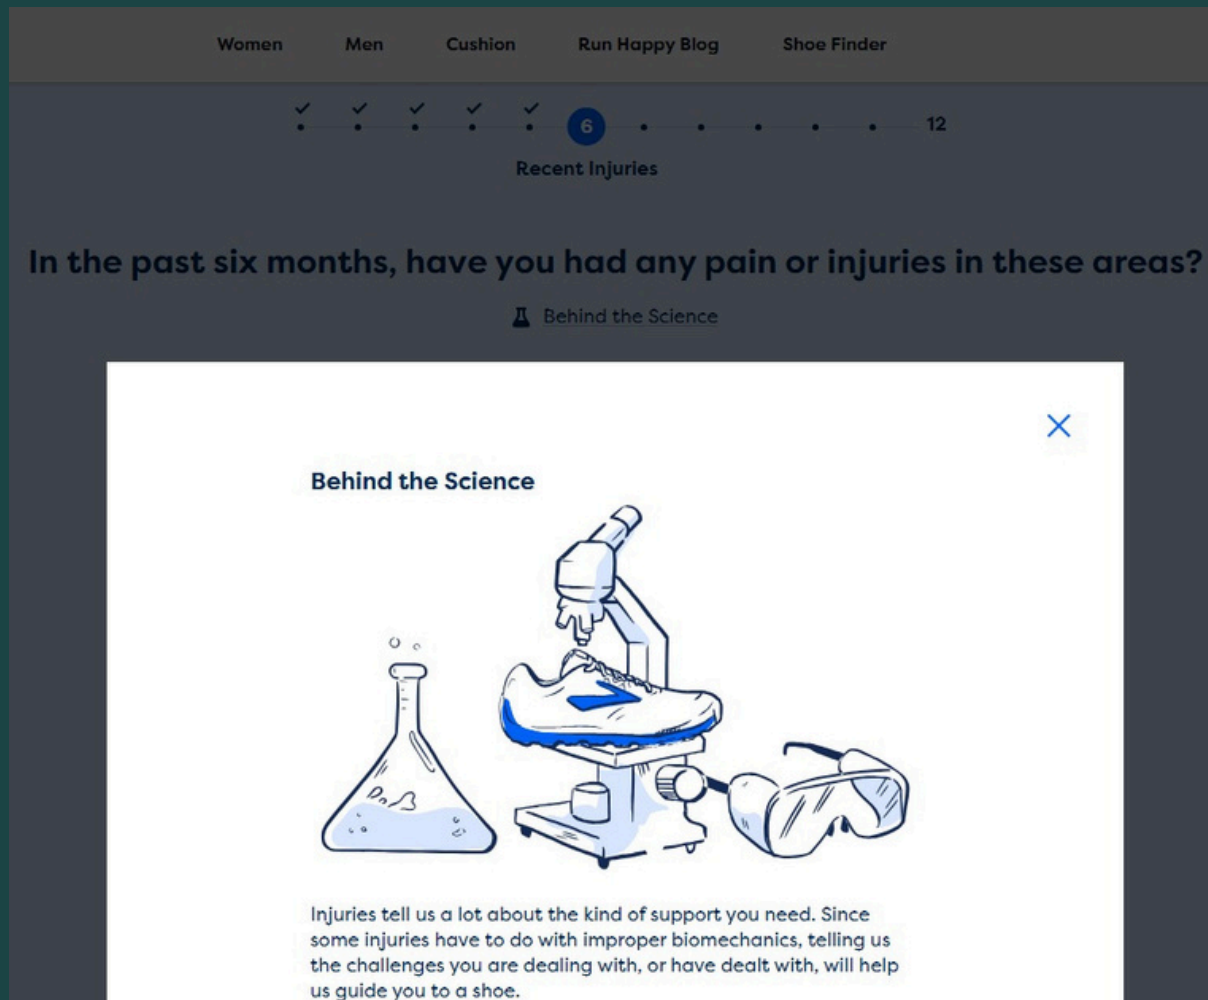 Women Men Cushion Run Happy Blog Shoe Finder
6 12
Recent Injuries
In the past six months, have you had any pain or injuries in these areas?
Behind the Science
Behind the Science
Injuries tell us a lot about the kind of support you need. Since
some injuries have to do with improper biomechanics, telling us
the challenges you are dealing with, or have dealt with, will help
us guide you to a shoe.